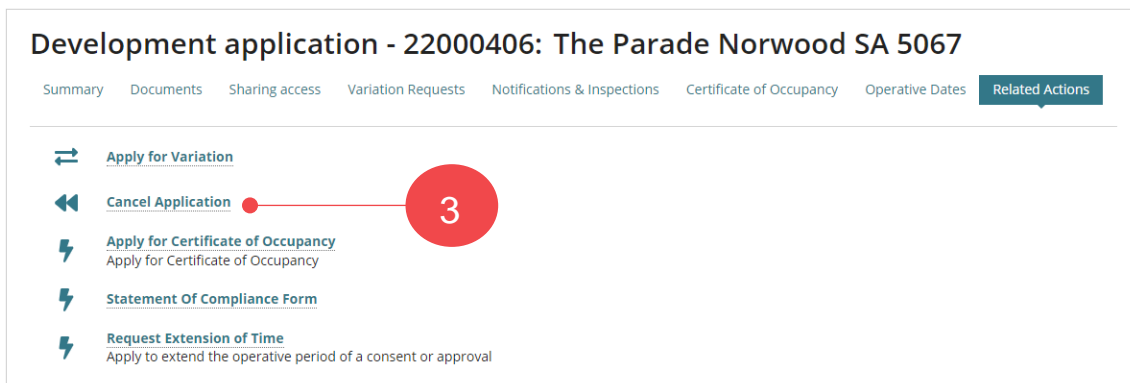 Development application - 22000406: The Parade Norwood SA 5067
Summary Documents Sharing access Variation Requests Notifications & Inspections Certificate of Occupancy Operative Dates Related Actions
Apply for Variation
Cancel Application
3
Apply for Certificate of Occupancy
Apply for Certificate of Occupancy
Statement Of Compliance Form
Request Extension of Time
Apply to extend the operative period of a consent or approval